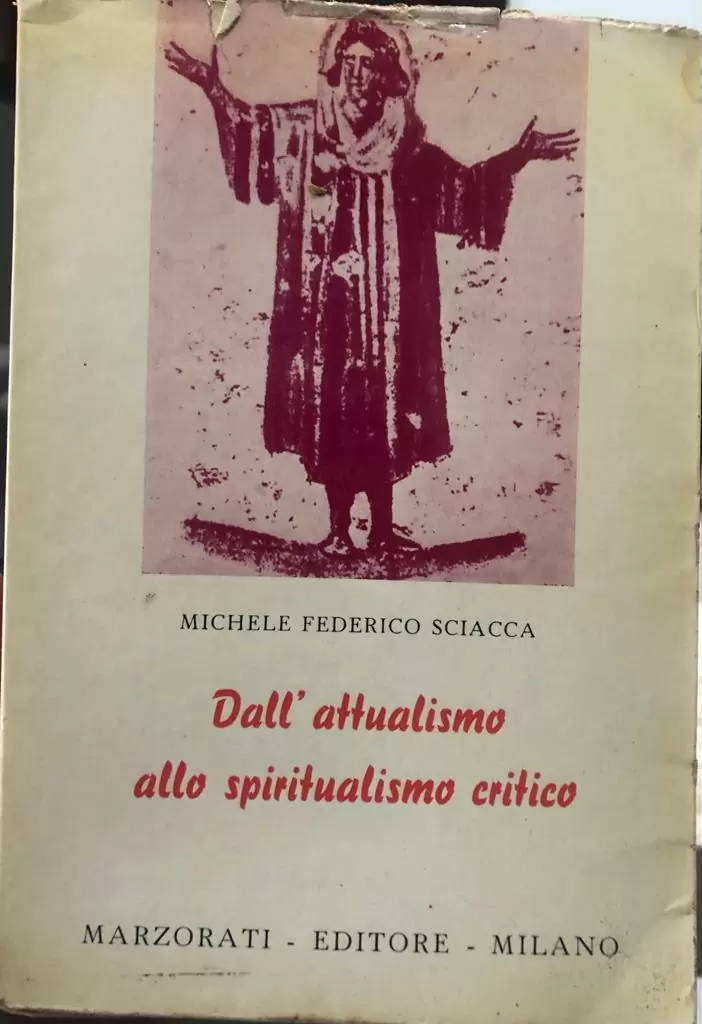 MICHELE FEDERICO SCIACCA
Dall' attualismo
allo spiritualismo critico
MARZORATI - EDITORE - MILANO